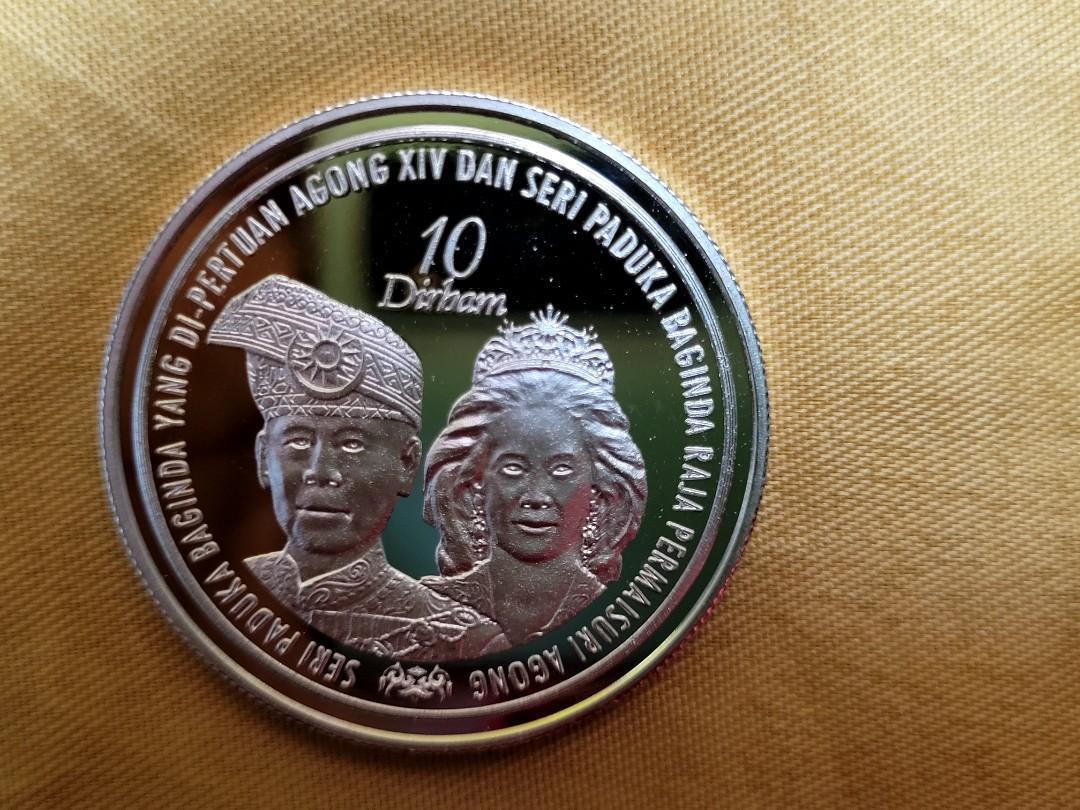 SERI PADUKA BAGINDA YANG DI-PERTUAN AGONG XIV DAN SERI PADUKA BAGINDA RAJA PERMAISURI AGONG
10
Dirham